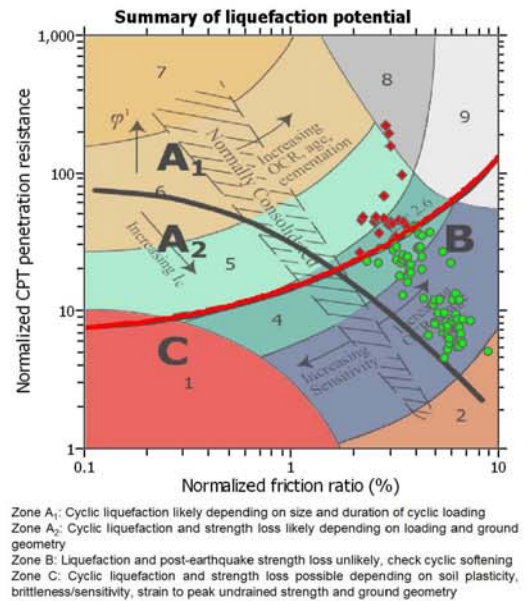 Summary of liquefaction potential
Normalized CPT penetration resistance
1,000
100
10
1
7
8
9
φ'
A1
Increasing
OCR, age,
cementation
Normally Consolidated
6
A2
Increasing Ic
2.6
B
5
4
C
1
Increasing
Sensitivity
Increasing
OCR
2
0.1
1
10
Normalized friction ratio (%)
Zone A1: Cyclic liquefaction likely depending on size and duration of cyclic loading
Zone A2: Cyclic liquefaction and strength loss likely depending on loading and ground
geometry
Zone B: Liquefaction and post-earthquake strength loss unlikely, check cyclic softening
Zone C: Cyclic liquefaction and strength loss possible depending on soil plasticity,
brittleness/sensitivity, strain to peak undrained strength and ground geometry